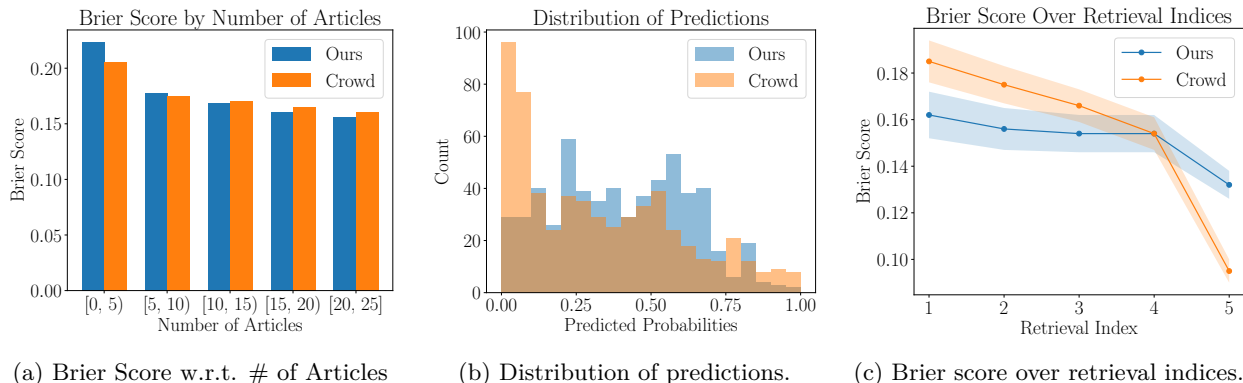 Brier Score by Number of Articles
Ours
Crowd
Brier Score
0.20
0.15
0.10
0.05
0.00
[0, 5)
[5, 10)
[10, 15)
[15, 20)
[20, 25]
Number of Articles
(a) Brier Score w.r.t. # of Articles
Distribution of Predictions
Ours
Crowd
Count
100
80
60
40
20
0
0.00
0.25
0.50
0.75
1.00
Predicted Probabilities
(b) Distribution of predictions.
Brier Score Over Retrieval Indices
Ours
Crowd
Brier Score
0.18
0.16
0.14
0.12
0.10
1
2
3
4
5
Retrieval Index
(c) Brier score over retrieval indices.